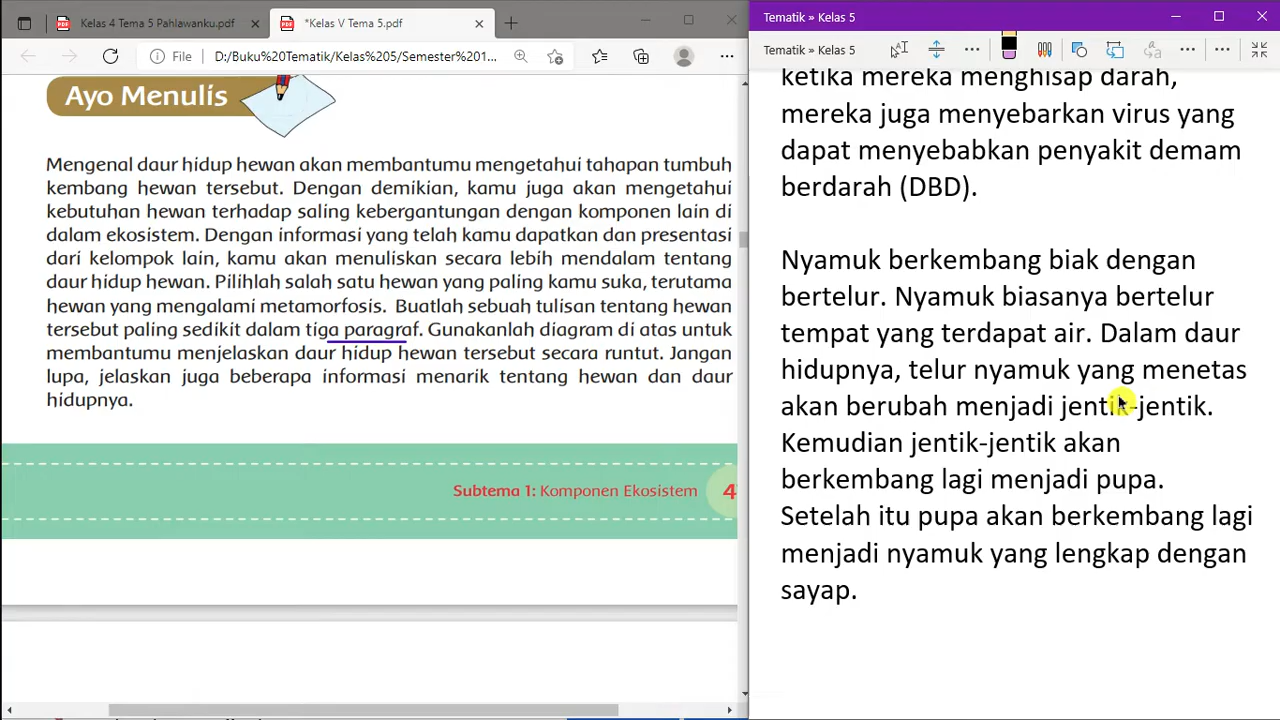 Kelas 4 Tema 5 Pahlawanku.pdf
*Kelas V Tema 5.pdf
File
D:/Buku%20Tematik/Kelas%205/Semester%201...
Ayo Menulis
Mengenal daur hidup hewan akan membantumu mengetahui tahapan tumbuh
kembang hewan tersebut. Dengan demikian, kamu juga akan mengetahui
kebutuhan hewan terhadap saling kebergantungan dengan komponen lain di
dalam ekosistem. Dengan informasi yang telah kamu dapatkan dan presentasi
dari kelompok lain, kamu akan menuliskan secara lebih mendalam tentang
daur hidup hewan. Pilihlah salah satu hewan yang paling kamu suka, terutama
hewan yang mengalami metamorfosis. Buatlah sebuah tulisan tentang hewan
tersebut paling sedikit dalam tiga paragraf. Gunakanlah diagram di atas untuk
membantumu menjelaskan daur hidup hewan tersebut secara runtut. Jangan
lupa, jelaskan juga beberapa informasi menarik tentang hewan dan daur
hidupnya.
Subtema 1: Komponen Ekosistem
4
Tematik » Kelas 5
Tematik » Kelas 5
ketika mereka menghisap darah,
mereka juga menyebarkan virus yang
dapat menyebabkan penyakit demam
berdarah (DBD).
Nyamuk berkembang biak dengan
bertelur. Nyamuk biasanya bertelur
tempat yang terdapat air. Dalam daur
hidupnya, telur nyamuk yang menetas
akan berubah menjadi jentik-jentik.
Kemudian jentik-jentik akan
berkembang lagi menjadi pupa.
Setelah itu pupa akan berkembang lagi
menjadi nyamuk yang lengkap dengan
sayap.